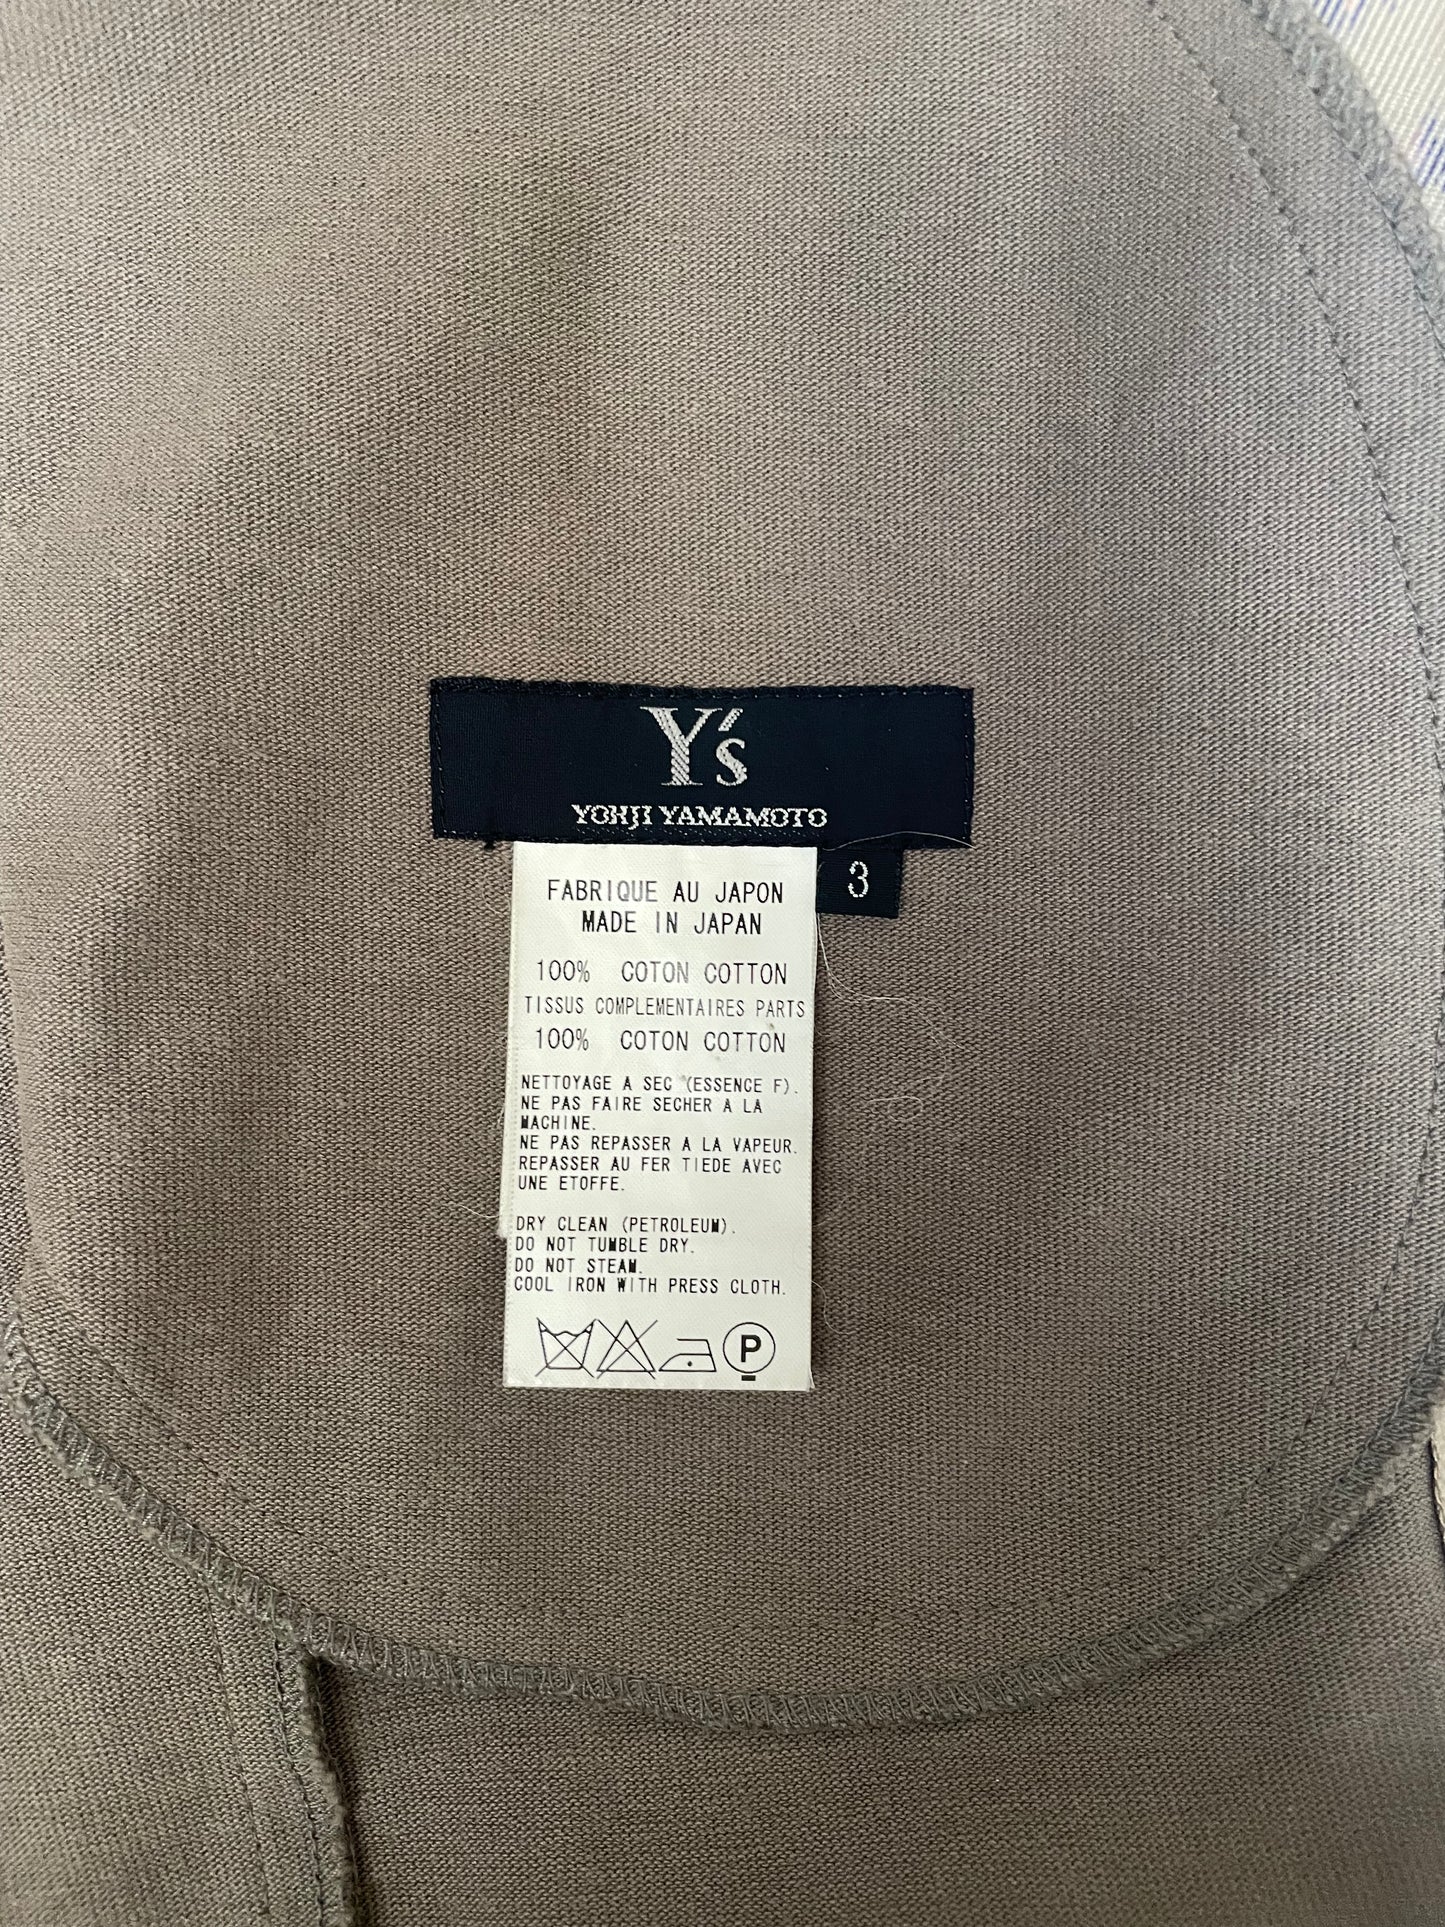 Y's
YOHJI YAMAMOTO
3
FABRIQUE AU JAPON
MADE IN JAPAN
100% COTON COTTON
TISSUS COMPLEMENTAIRES PARTS
100% COTON COTTON
NETTOYAGE A SEC (ESSENCE F).
NE PAS FAIRE SECHER A LA
MACHINE.
NE PAS REPASSER A LA VAPEUR.
REPASSER AU FER TIEDE AVEC
UNE ETOFFE.
DRY CLEAN (PETROLEUM).
DO NOT TUMBLE DRY.
DO NOT STEAM.
COOL IRON WITH PRESS CLOTH.
P